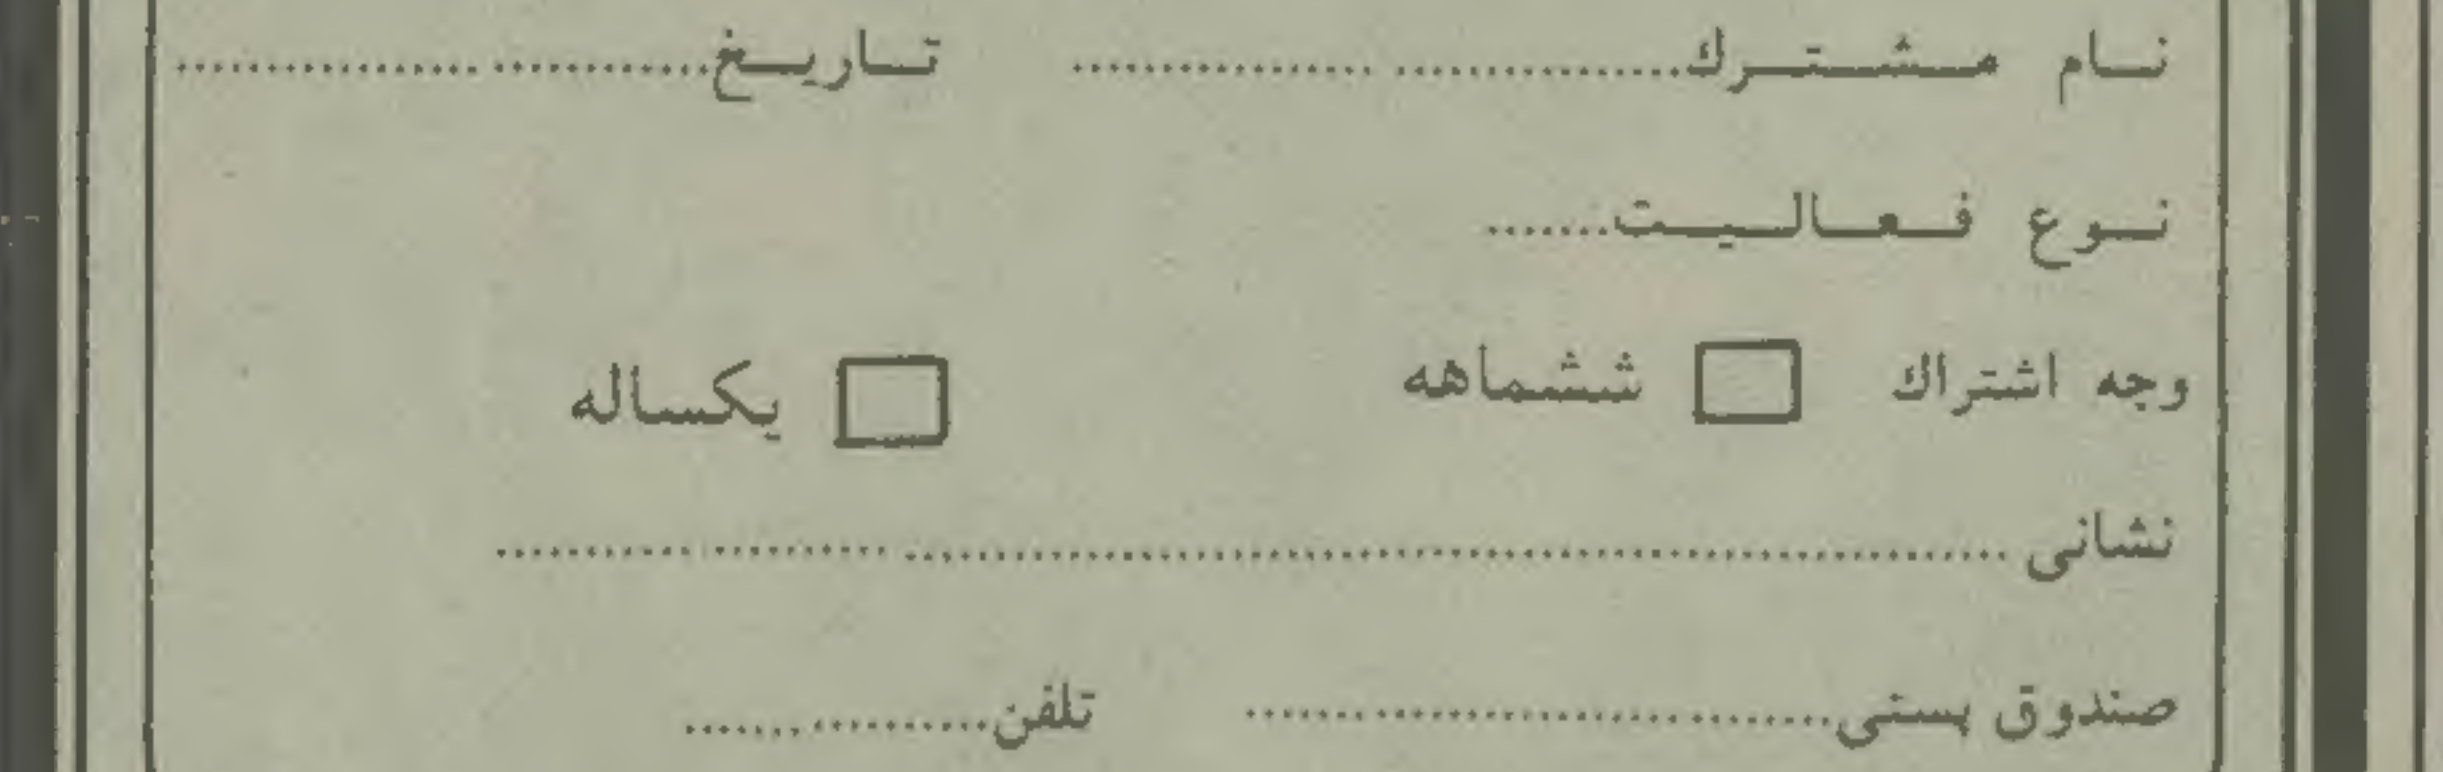 نام مشترك............................ تاريخ............................
نوع فعاليت.......
وجه اشتراك □ ششماهه □ يكساله
نشانى ................................................................
صندوق پستى.............................. تلفن....................